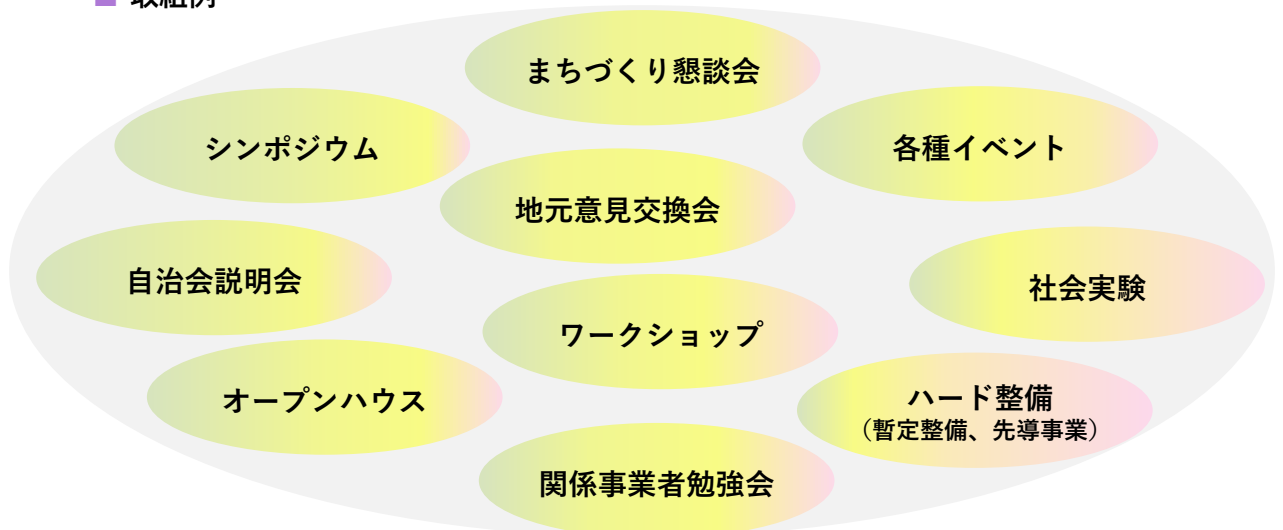 ■ 取組例
まちづくり懇談会
シンポジウム
各種イベント
地元意見交換会
自治会説明会
社会実験
ワークショップ
オープンハウス
ハード整備
（暫定整備、先導事業）
関係事業者勉強会